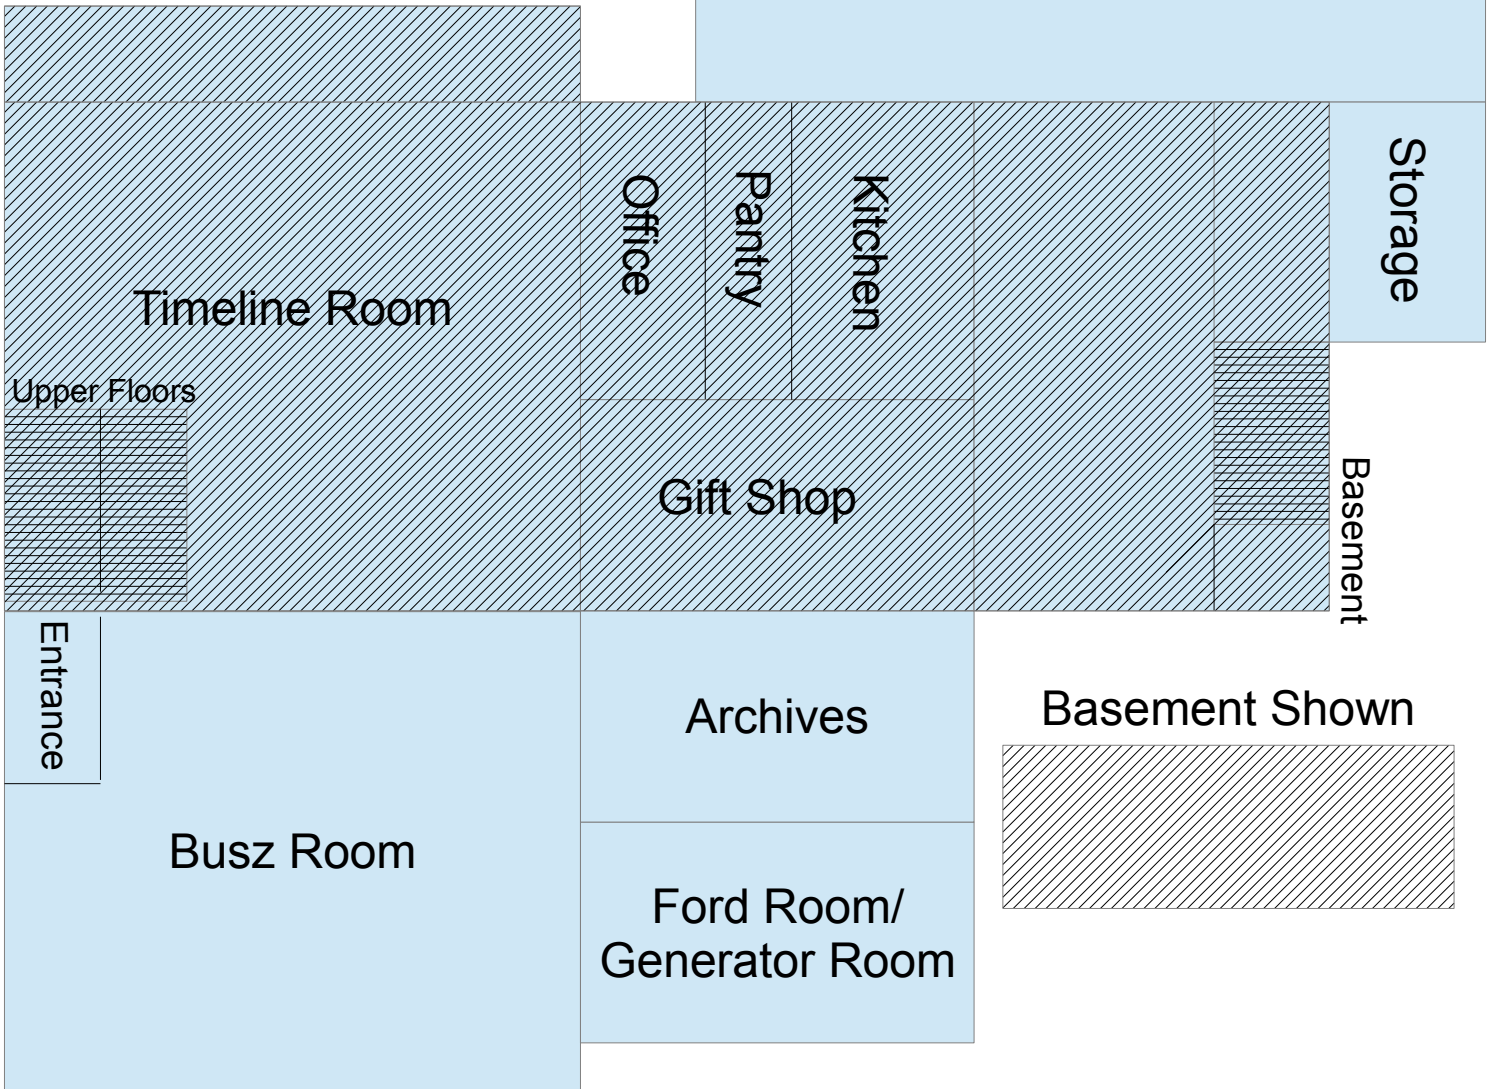 Office
Pantry
Kitchen
Storage
Timeline Room
Upper Floors
Gift Shop
Basement
Entrance
Archives
Basement Shown
Busz Room
Ford Room/
Generator Room